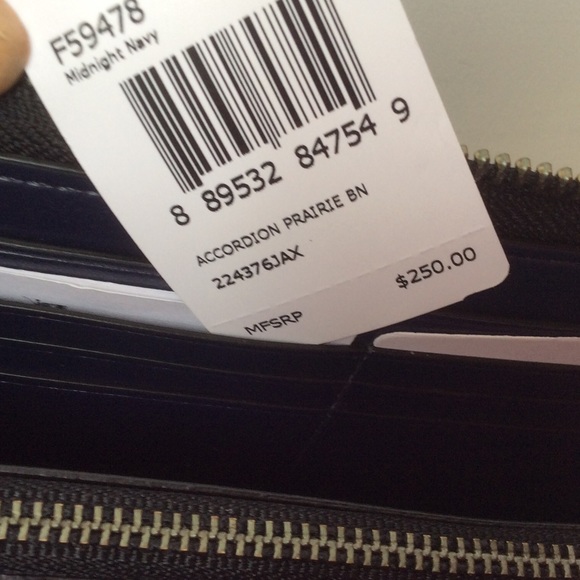 F59478
Midnight Navy
8 89532 84754 9
ACCORDION PRAIRIE BN
224376JAX
MFSRP $250.00